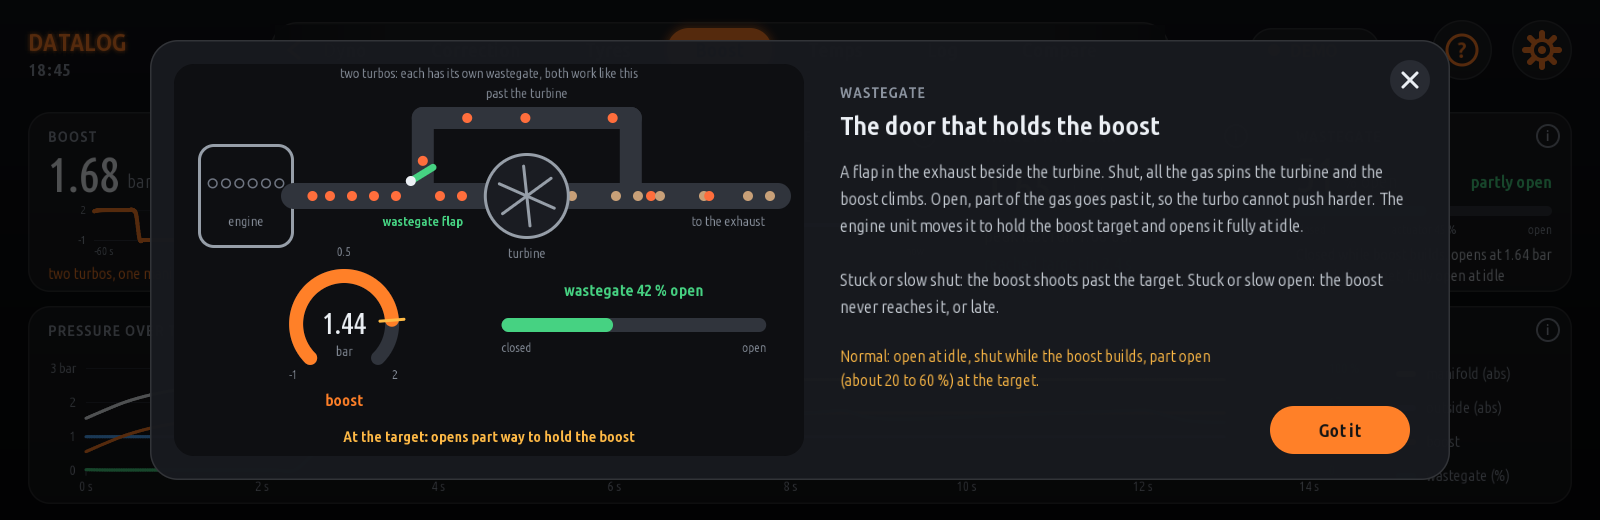 DATALOG
18:45
?
BOOST
1.68 bar
2
-1
-60 s
two turbos, one n
i
partly open
%
open
opens at 1.64 bar
en at idle
PRESSURE OVE
i
3 bar
2
1
0
0 s
2 s
4 s
6 s
8 s
10 s
12 s
14 s
ifold (abs)
side (abs)
st
wastegate (%)
two turbos: each has its own wastegate, both work like this
past the turbine
engine
wastegate flap
turbine
to the exhaust
0.5
1.44
bar
-1
2
boost
wastegate 42 % open
closed
open
At the target: opens part way to hold the boost
WASTEGATE
The door that holds the boost
A flap in the exhaust beside the turbine. Shut, all the gas spins the turbine and the
boost climbs. Open, part of the gas goes past it, so the turbo cannot push harder. The
engine unit moves it to hold the boost target and opens it fully at idle.
Stuck or slow shut: the boost shoots past the target. Stuck or slow open: the boost
never reaches it, or late.
Normal: open at idle, shut while the boost builds, part open
(about 20 to 60 %) at the target.
Got it